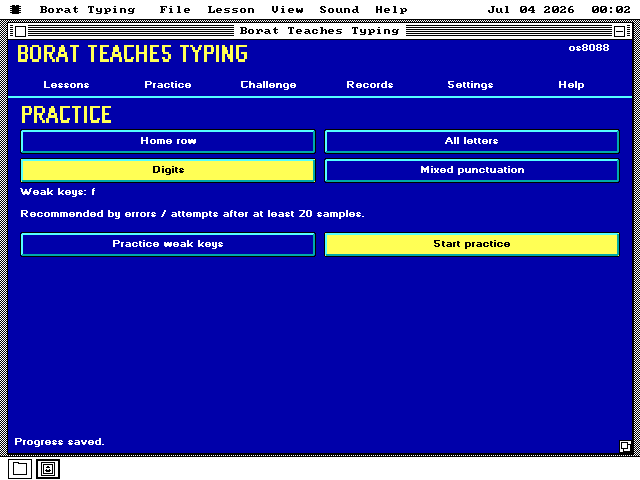 Borat Typing File Lesson View Sound Help Jul 04 2026 00:02
Borat Teaches Typing
BORAT TEACHES TYPING
os8088
Lessons Practice Challenge Records Settings Help
PRACTICE
Home row All letters
Digits Mixed punctuation
Weak keys: f
Recommended by errors / attempts after at least 20 samples.
Practice weak keys Start practice
Progress saved.